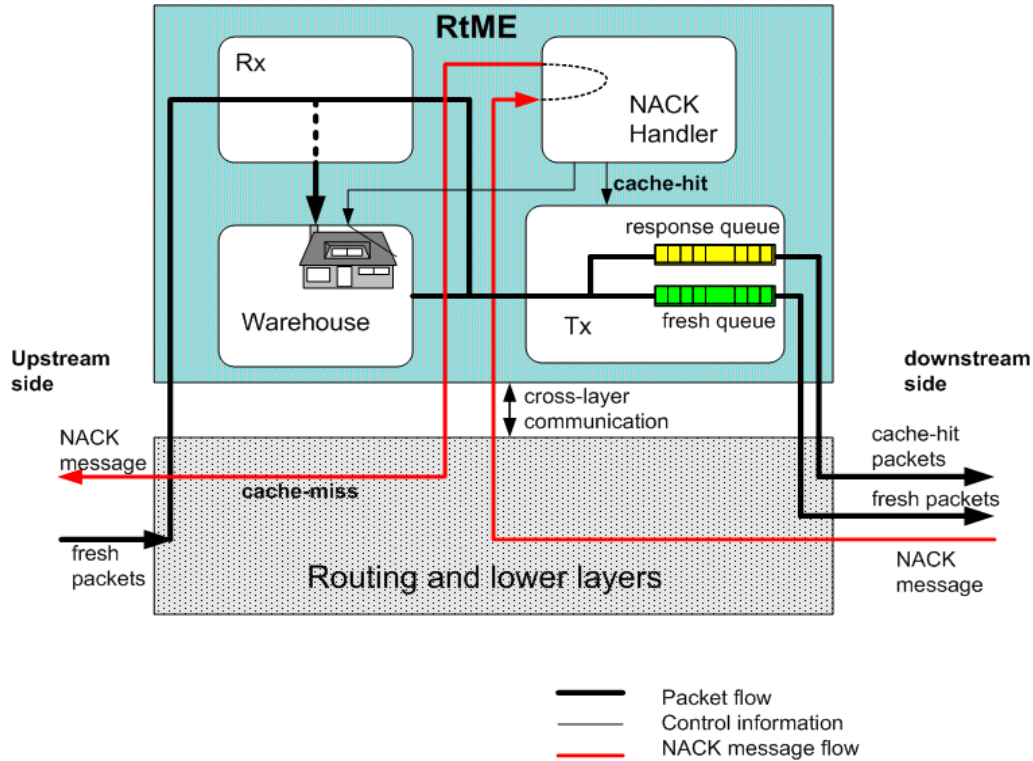 RtME
Rx
NACK
Handler
cache-hit
response queue
fresh queue
Tx
Warehouse
Upstream
side
downstream
side
cross-layer
communication
NACK
message
cache-miss
cache-hit
packets
fresh packets
fresh
packets
NACK
message
Routing and lower layers
Packet flow
Control information
NACK message flow